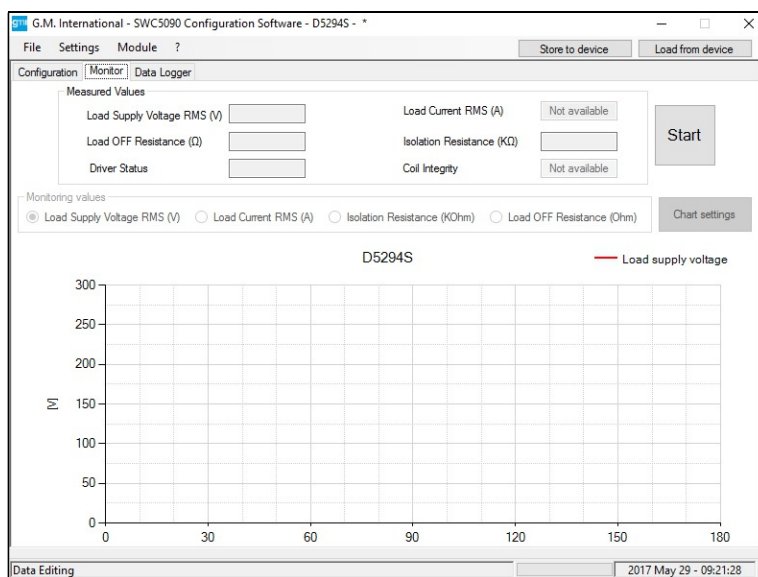 gmi G.M. International - SWC5090 Configuration Software - D5294S - *
File Settings Module ? Store to device Load from device
Configuration Monitor Data Logger
Measured Values
Load Supply Voltage RMS (V) Load Current RMS (A) Not available
Load OFF Resistance (Ω) Isolation Resistance (KΩ)
Driver Status Coil Integrity Not available
Start
Monitoring values
Load Supply Voltage RMS (V) Load Current RMS (A) Isolation Resistance (KOhm) Load OFF Resistance (Ohm) Chart settings
D5294S
Load supply voltage
300
250
200
[V] 150
100
50
0
0 30 60 90 120 150 180
Data Editing 2017 May 29 - 09:21:28